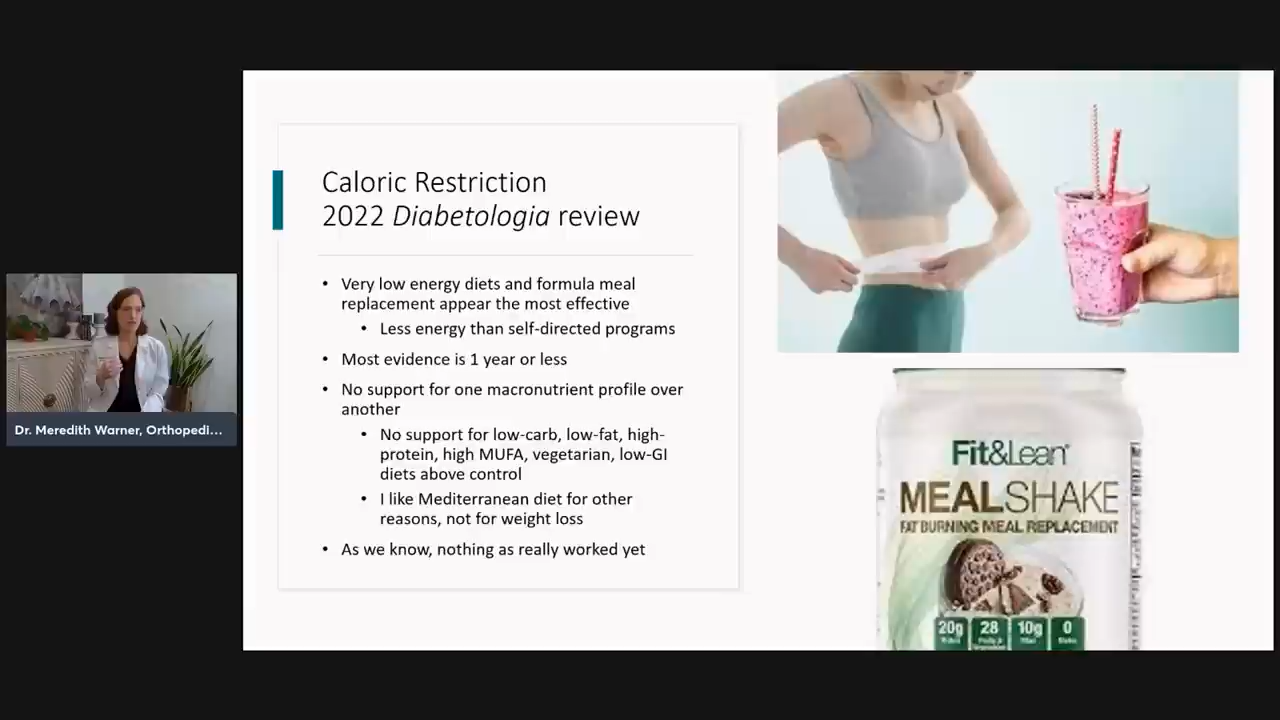 Caloric Restriction
2022 Diabetologia review
• Very low energy diets and formula meal
replacement appear the most effective
• Less energy than self-directed programs
• Most evidence is 1 year or less
• No support for one macronutrient profile over
another
• No support for low-carb, low-fat, high-
protein, high MUFA, vegetarian, low-GI
diets above control
• I like Mediterranean diet for other
reasons, not for weight loss
• As we know, nothing as really worked yet
Dr. Meredith Warner, Orthopedi...
Fit&Lean
MEALSHAKE
FAT BURNING MEAL REPLACEMENT
20g 28 10g 0